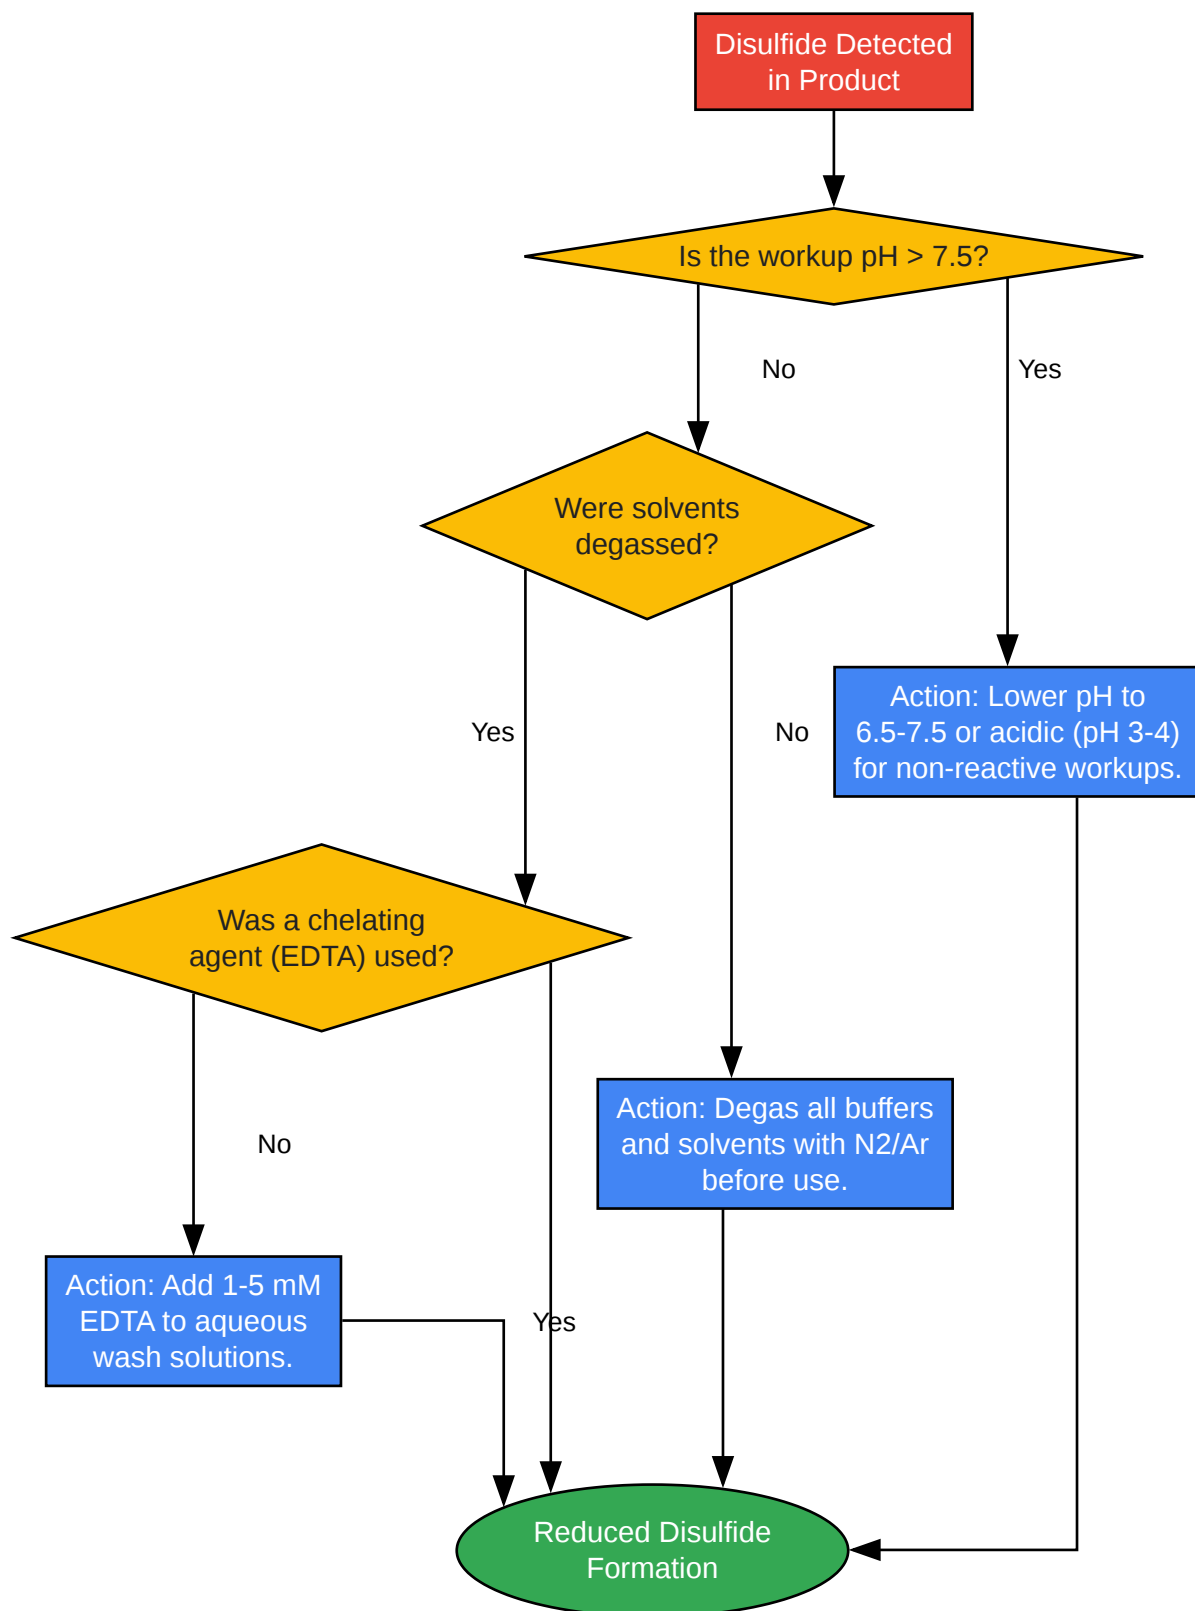 Disulfide Detected
in Product
Is the workup pH > 7.5?
No
Yes
Were solvents
degassed?
Action: Lower pH to
6.5-7.5 or acidic (pH 3-4)
for non-reactive workups.
Yes
No
Was a chelating
agent (EDTA) used?
Action: Degas all buffers
and solvents with N2/Ar
before use.
No
Action: Add 1-5 mM
EDTA to aqueous
wash solutions.
Yes
Reduced Disulfide
Formation